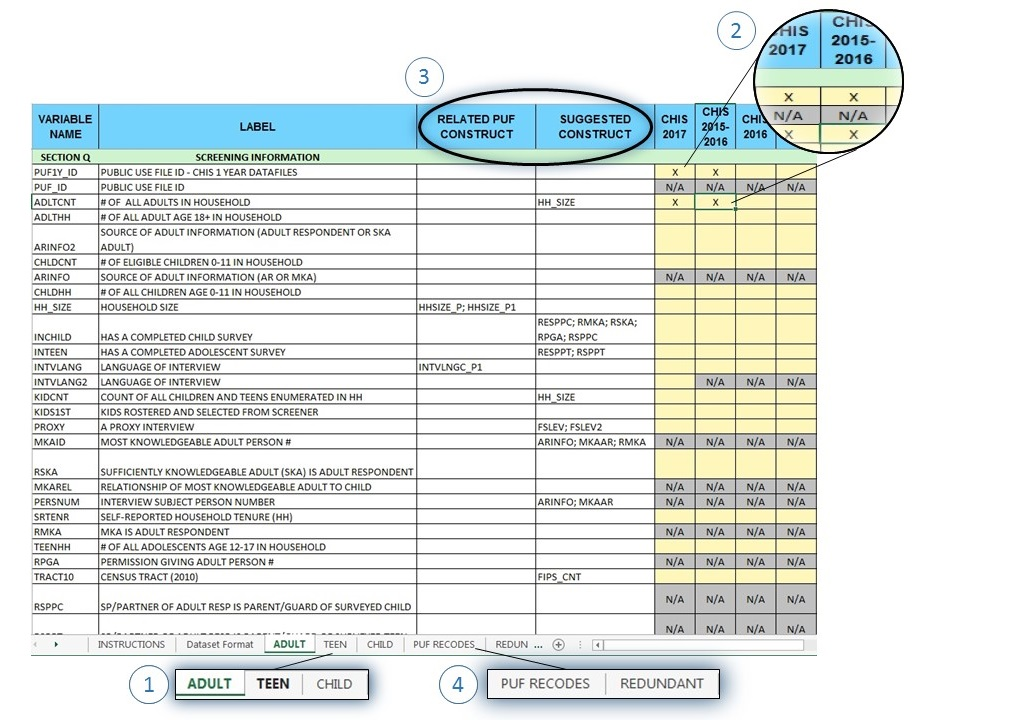 2
CHIS 2017 CHIS 2015-2016
X X
N/A N/A
X X
3
VARIABLE NAME LABEL RELATED PUF CONSTRUCT SUGGESTED CONSTRUCT CHIS 2017 CHIS 2015-2016 CHIS 2016
SECTION Q SCREENING INFORMATION
PUF1Y_ID PUBLIC USE FILE ID - CHIS 1 YEAR DATAFILES X X
PUF_ID PUBLIC USE FILE ID N/A N/A N/A N/A
ADLTCNT # OF ALL ADULTS IN HOUSEHOLD HH_SIZE X X
ADLTHH # OF ALL ADULT AGE 18+ IN HOUSEHOLD
ARINFO2 SOURCE OF ADULT INFORMATION (ADULT RESPONDENT OR SKA ADULT)
CHLDCNT # OF ELIGIBLE CHILDREN 0-11 IN HOUSEHOLD
ARINFO SOURCE OF ADULT INFORMATION (AR OR MKA) N/A N/A N/A N/A
CHLDHH # OF ALL CHILDREN AGE 0-11 IN HOUSEHOLD
HH_SIZE HOUSEHOLD SIZE HHSIZE_P; HHSIZE_P1
INCHILD HAS A COMPLETED CHILD SURVEY RESPPC; RMKA; RSKA; RPGA; RSPPC
INTEEN HAS A COMPLETED ADOLESCENT SURVEY RESPPT; RSPPT
INTVLANG LANGUAGE OF INTERVIEW INTVLNGC_P1
INTVLANG2 LANGUAGE OF INTERVIEW N/A N/A N/A
KIDCNT COUNT OF ALL CHILDREN AND TEENS ENUMERATED IN HH HH_SIZE
KIDS1ST KIDS ROSTERED AND SELECTED FROM SCREENER
PROXY A PROXY INTERVIEW FSLEV; FSLEV2
MKAID MOST KNOWLEDGEABLE ADULT PERSON # ARINFO; MKAAR; RMKA N/A N/A N/A N/A
RSKA SUFFICIENTLY KNOWLEDGEABLE ADULT (SKA) IS ADULT RESPONDENT
MKAREL RELATIONSHIP OF MOST KNOWLEDGEABLE ADULT TO CHILD N/A N/A N/A N/A
PERSNUM INTERVIEW SUBJECT PERSON NUMBER ARINFO; MKAAR N/A N/A N/A N/A
SRTENR SELF-REPORTED HOUSEHOLD TENURE (HH)
RMKA MKA IS ADULT RESPONDENT N/A N/A N/A N/A
TEENHH # OF ALL ADOLESCENTS AGE 12-17 IN HOUSEHOLD
RPGA PERMISSION GIVING ADULT PERSON # N/A N/A N/A N/A
TRACT10 CENSUS TRACT (2010) FIPS_CNT
RSPPC SP/PARTNER OF ADULT RESP IS PARENT/GUARD OF SURVEYED CHILD N/A N/A N/A N/A
N/A N/A N/A N/A
INSTRUCTIONS Dataset Format ADULT TEEN CHILD PUF RECODES REDUN ...
1 ADULT TEEN CHILD 4 PUF RECODES REDUNDANT